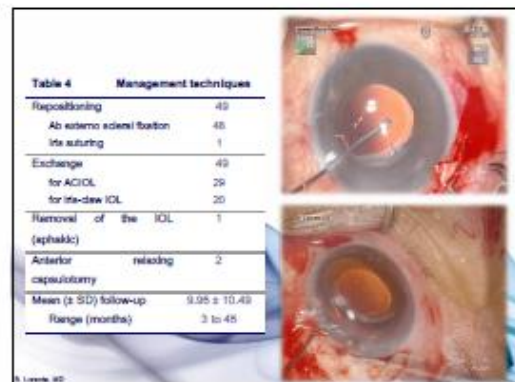 Table 4 Management techniques
Repositioning 49
Ab externo scleral fixation 48
Iris suturing 1
Exchange 49
for ACIOL 29
for Iris-claw IOL 20
Removal of the IOL 1
(aphakic)
Anterior relaxing 2
capsulotomy
Mean (± SD) follow-up 9.95 ± 10.49
Range (months) 3 to 45